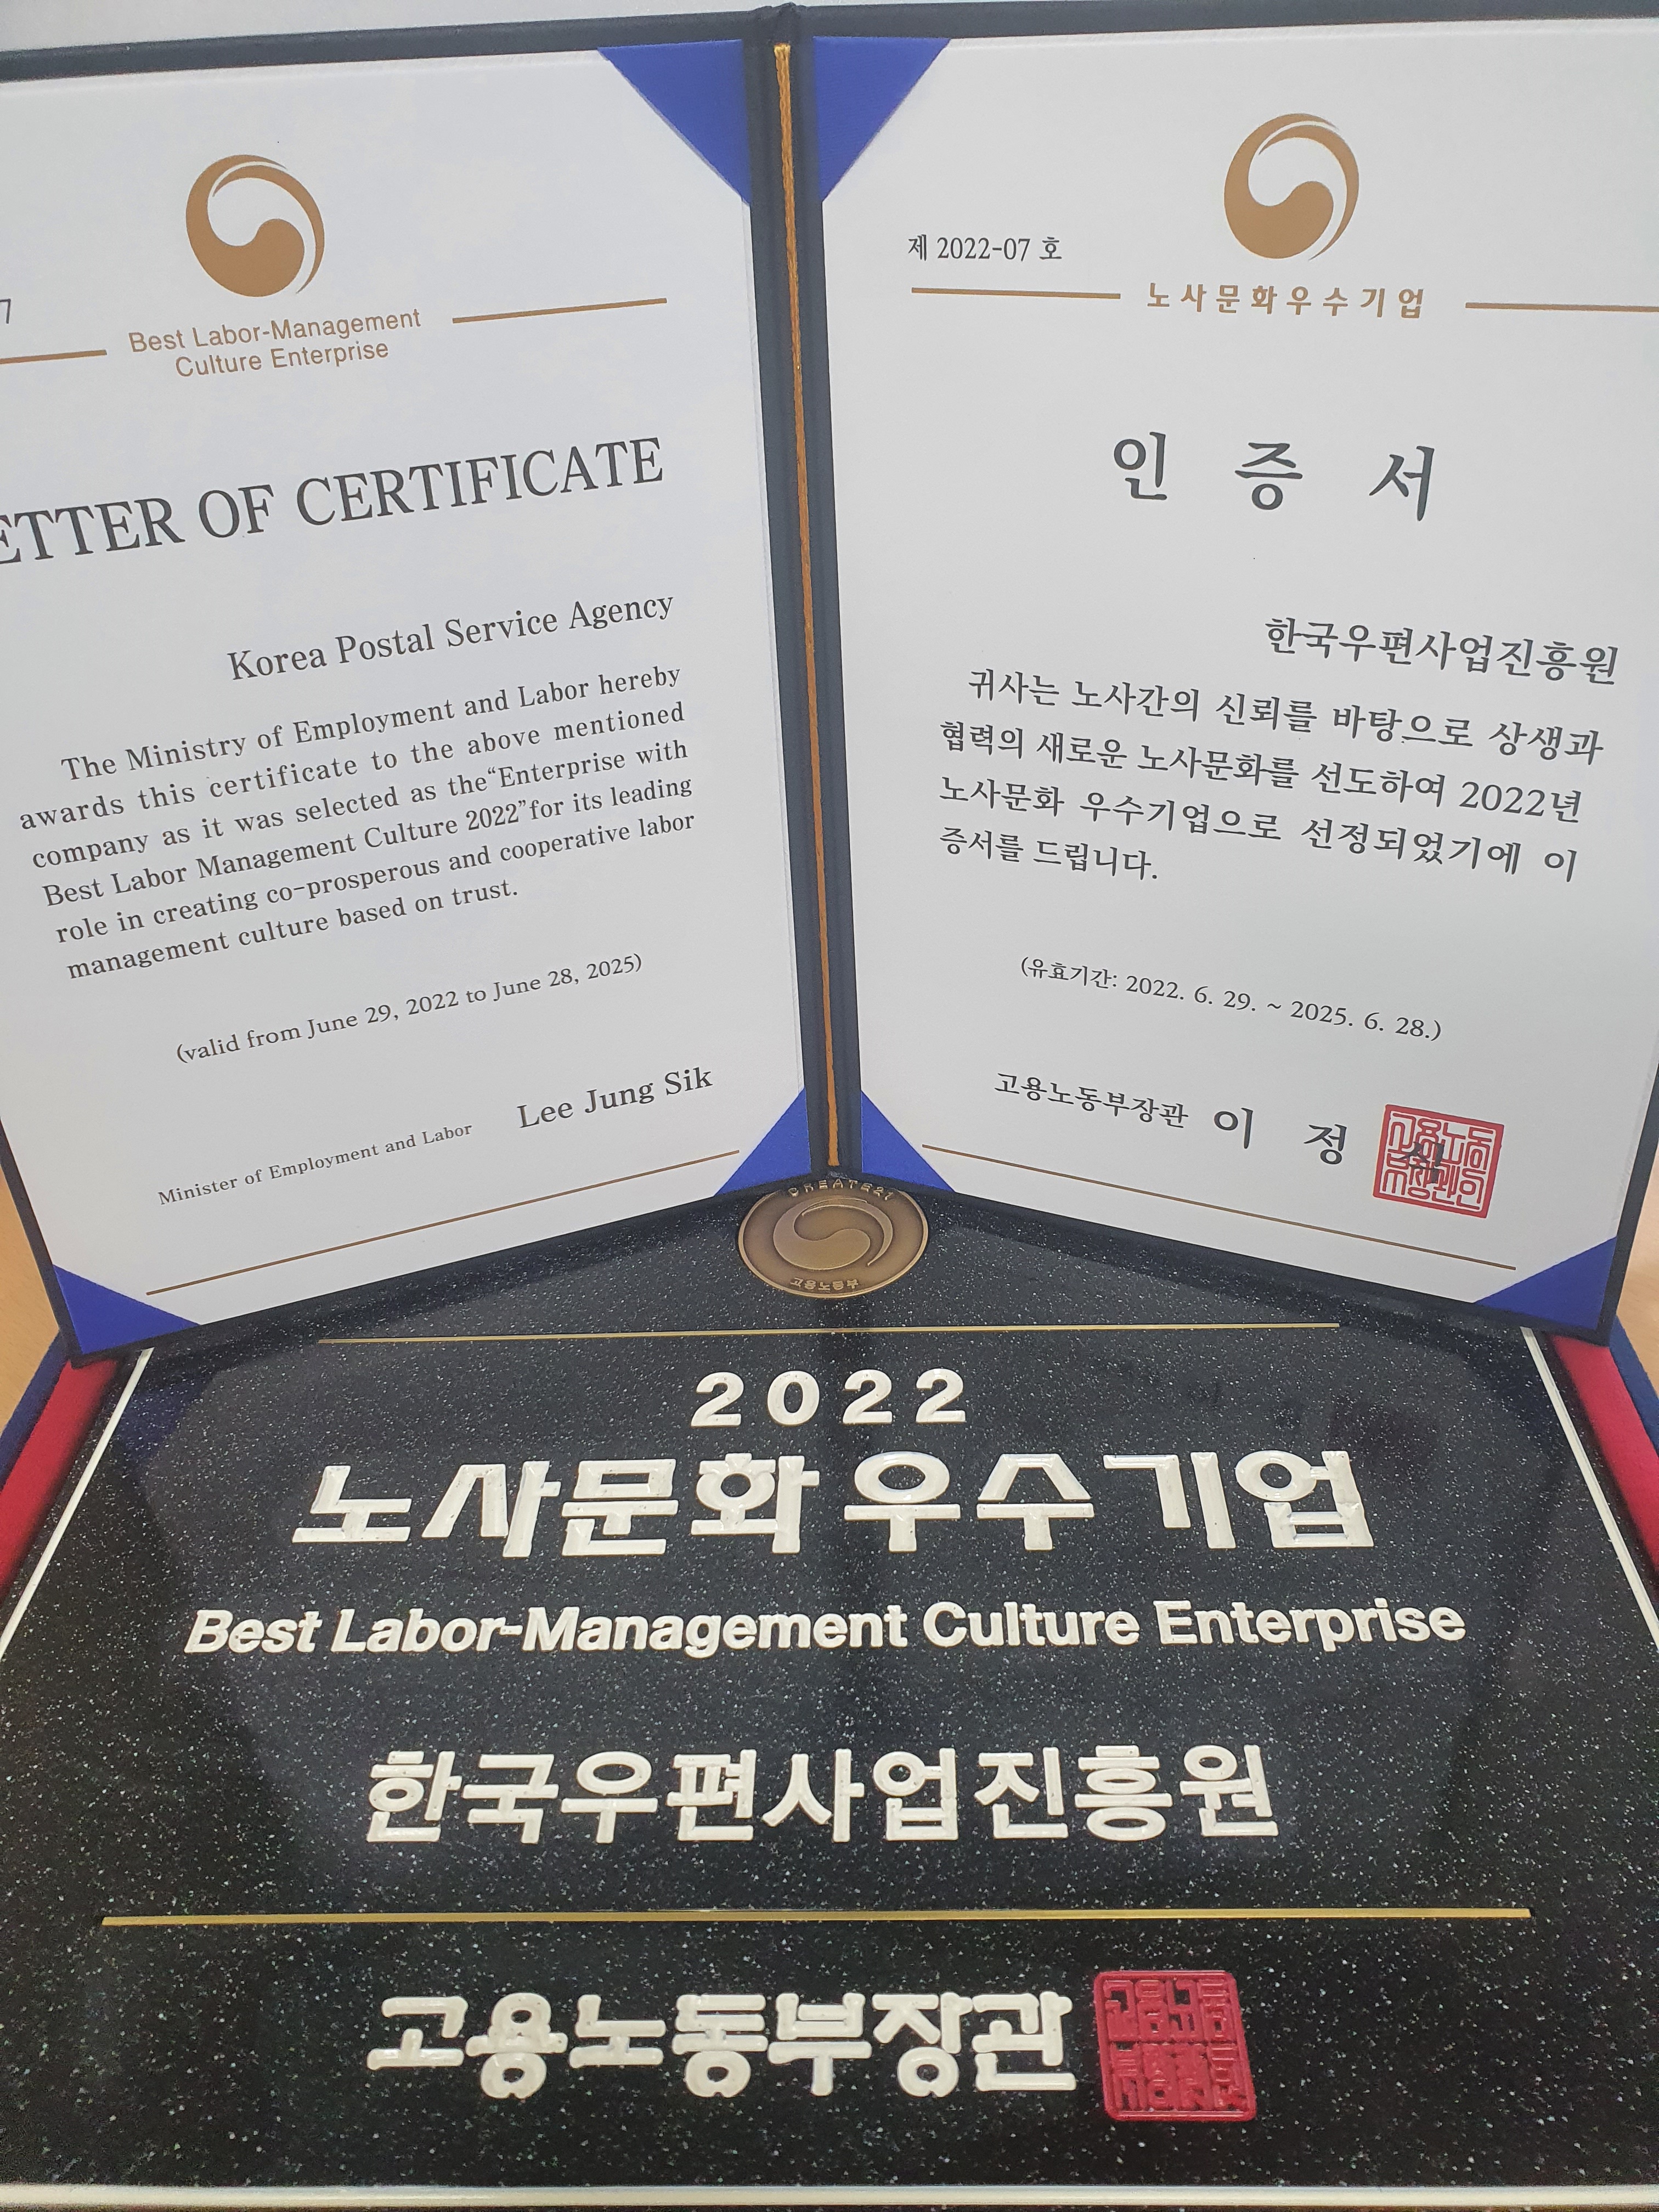 7
Best Labor-Management
Culture Enterprise
ETTER OF CERTIFICATE
Korea Postal Service Agency
The Ministry of Employment and Labor hereby
awards this certificate to the above mentioned
company as it was selected as the“Enterprise with
Best Labor Management Culture 2022”for its leading
role in creating co-prosperous and cooperative labor
management culture based on trust.
(valid from June 29, 2022 to June 28, 2025)
Minister of Employment and Labor Lee Jung Sik
제 2022-07 호
노사문화우수기업
인 증 서
한국우편사업진흥원
귀사는 노사간의 신뢰를 바탕으로 상생과
협력의 새로운 노사문화를 선도하여 2022년
노사문화 우수기업으로 선정되었기에 이
증서를 드립니다.
(유효기간: 2022. 6. 29. ~ 2025. 6. 28.)
고용노동부장관 이 정 식
CREATE21
고용노동부
2022
노사문화 우수기업
Best Labor-Management Culture Enterprise
한국우편사업진흥원
고용노동부장관